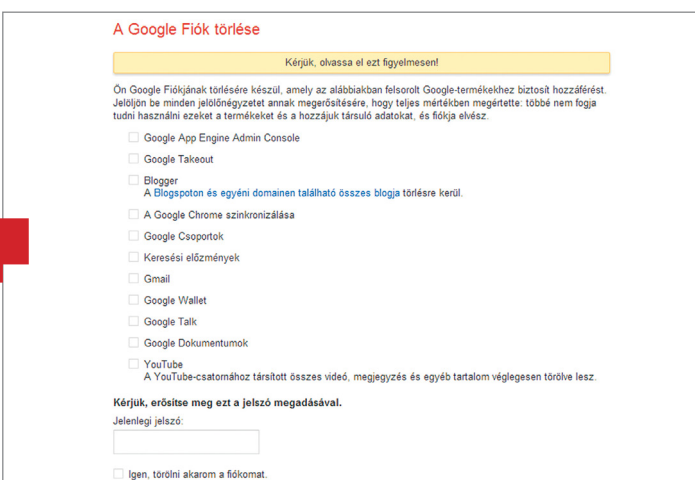 A Google Fiók törlése
Kérjük, olvassa el ezt figyelmesen!
Ön Google Fiókjának törlésére készül, amely az alábbiakban felsorolt Google-termékekhez biztosít hozzáférést.
Jelöljön be minden jelölőnégyzetet annak megerősítésére, hogy teljes mértékben megértette: többé nem fogja
tudni használni ezeket a termékeket és a hozzájuk társuló adatokat, és fiókja elvész.
Google App Engine Admin Console
Google Takeout
Blogger
A Blogspoton és egyéni domainen található összes blogja törlésre kerül.
A Google Chrome szinkronizálása
Google Csoportok
Keresési előzmények
Gmail
Google Wallet
Google Talk
Google Dokumentumok
YouTube
A YouTube-csatornához társított összes videó, megjegyzés és egyéb tartalom véglegesen törölve lesz.
Kérjük, erősítse meg ezt a jelszó megadásával.
Jelenlegi jelszó:
Igen, törölni akarom a fiókomat.